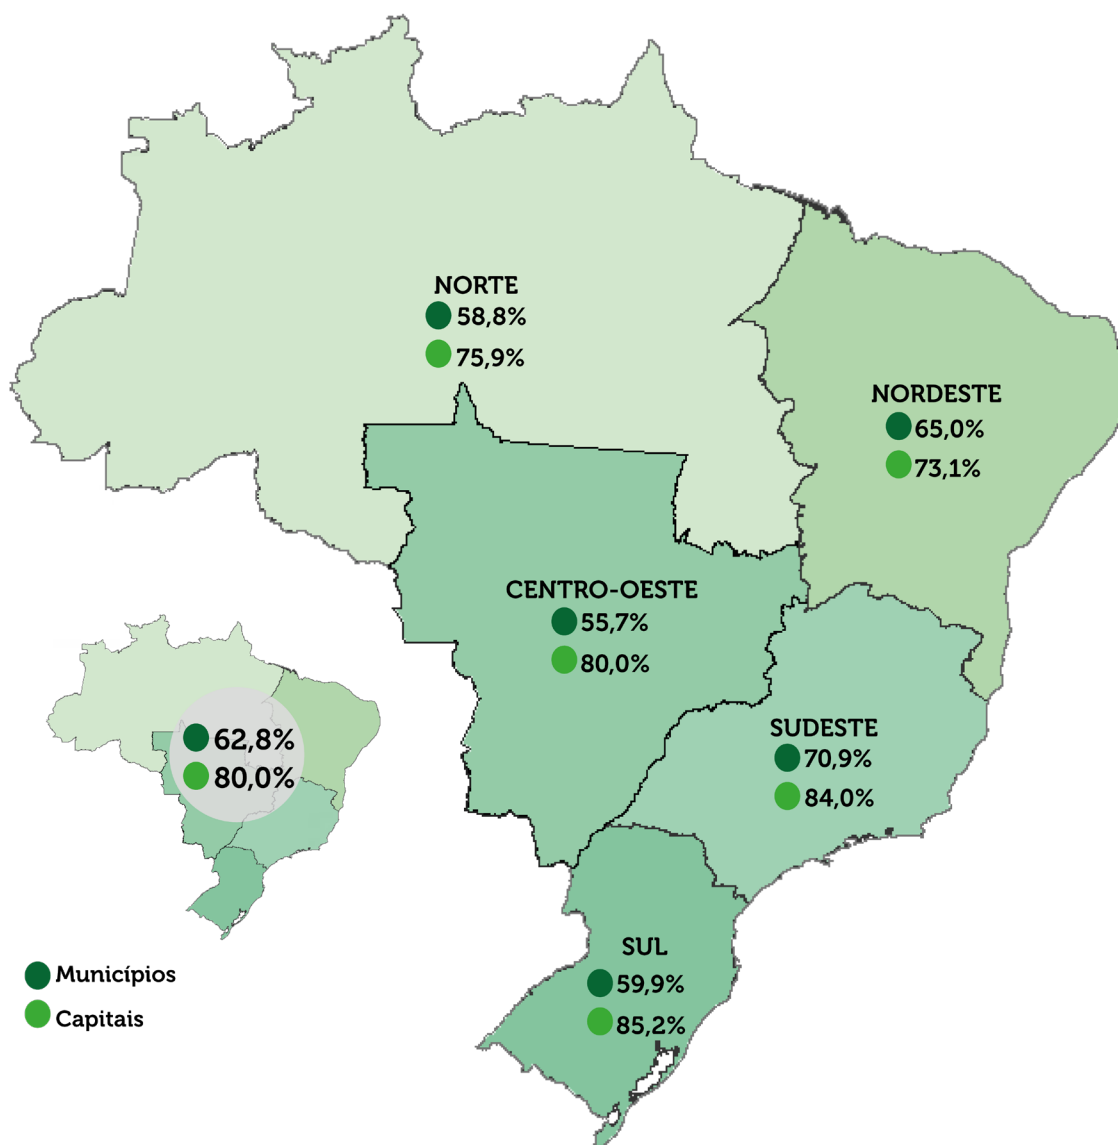 NORTE
58,8%
75,9%
NORDESTE
65,0%
73,1%
CENTRO-OESTE
55,7%
80,0%
SUDESTE
70,9%
84,0%
62,8%
80,0%
SUL
59,9%
85,2%
Municípios
Capitais